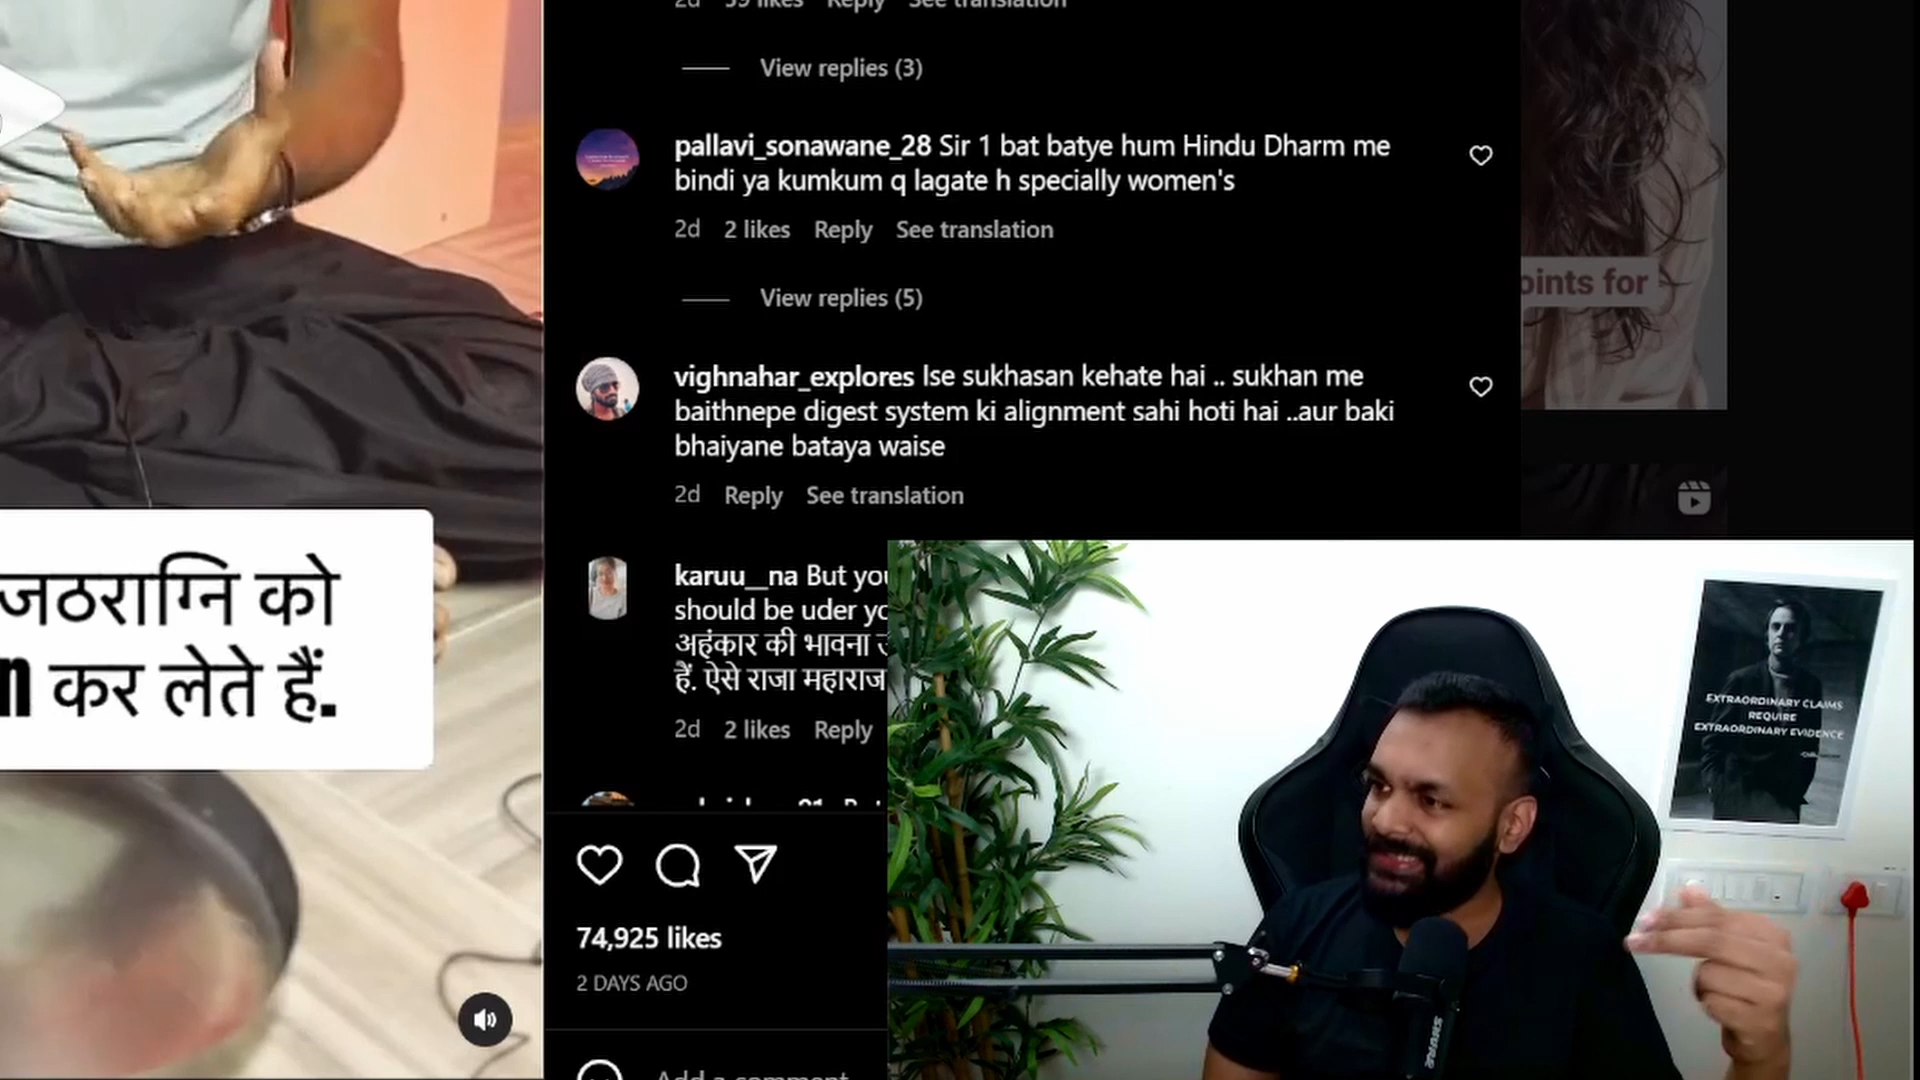 2d 59 likes Reply See translation
View replies (3)
pallavi_sonawane_28 Sir 1 bat batye hum Hindu Dharm me
bindi ya kumkum q lagate h specially women's
2d 2 likes Reply See translation
View replies (5)
vighnahar_explores Ise sukhasan kehate hai .. sukhan me
baithnepe digest system ki alignment sahi hoti hai ..aur baki
bhaiyane bataya waise
2d Reply See translation
karuu__na But you
should be uder yo
अहंकार की भावना
हैं. ऐसे राजा महाराज
2d 2 likes Reply
74,925 likes
2 DAYS AGO
Add a comment
जठराग्नि को
कर लेते हैं.
oints for
EXTRAORDINARY CLAIMS
REQUIRE
EXTRAORDINARY EVIDENCE
SHURE